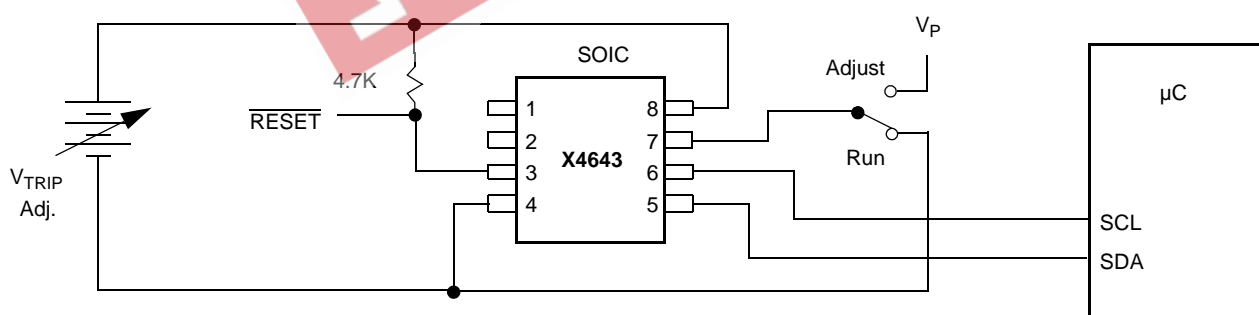 V_P
SOIC
Adjust
4.7K
µC
RESET
1
8
2
7
X4643
Run
3
6
V_TRIP
Adj.
4
5
SCL
SDA